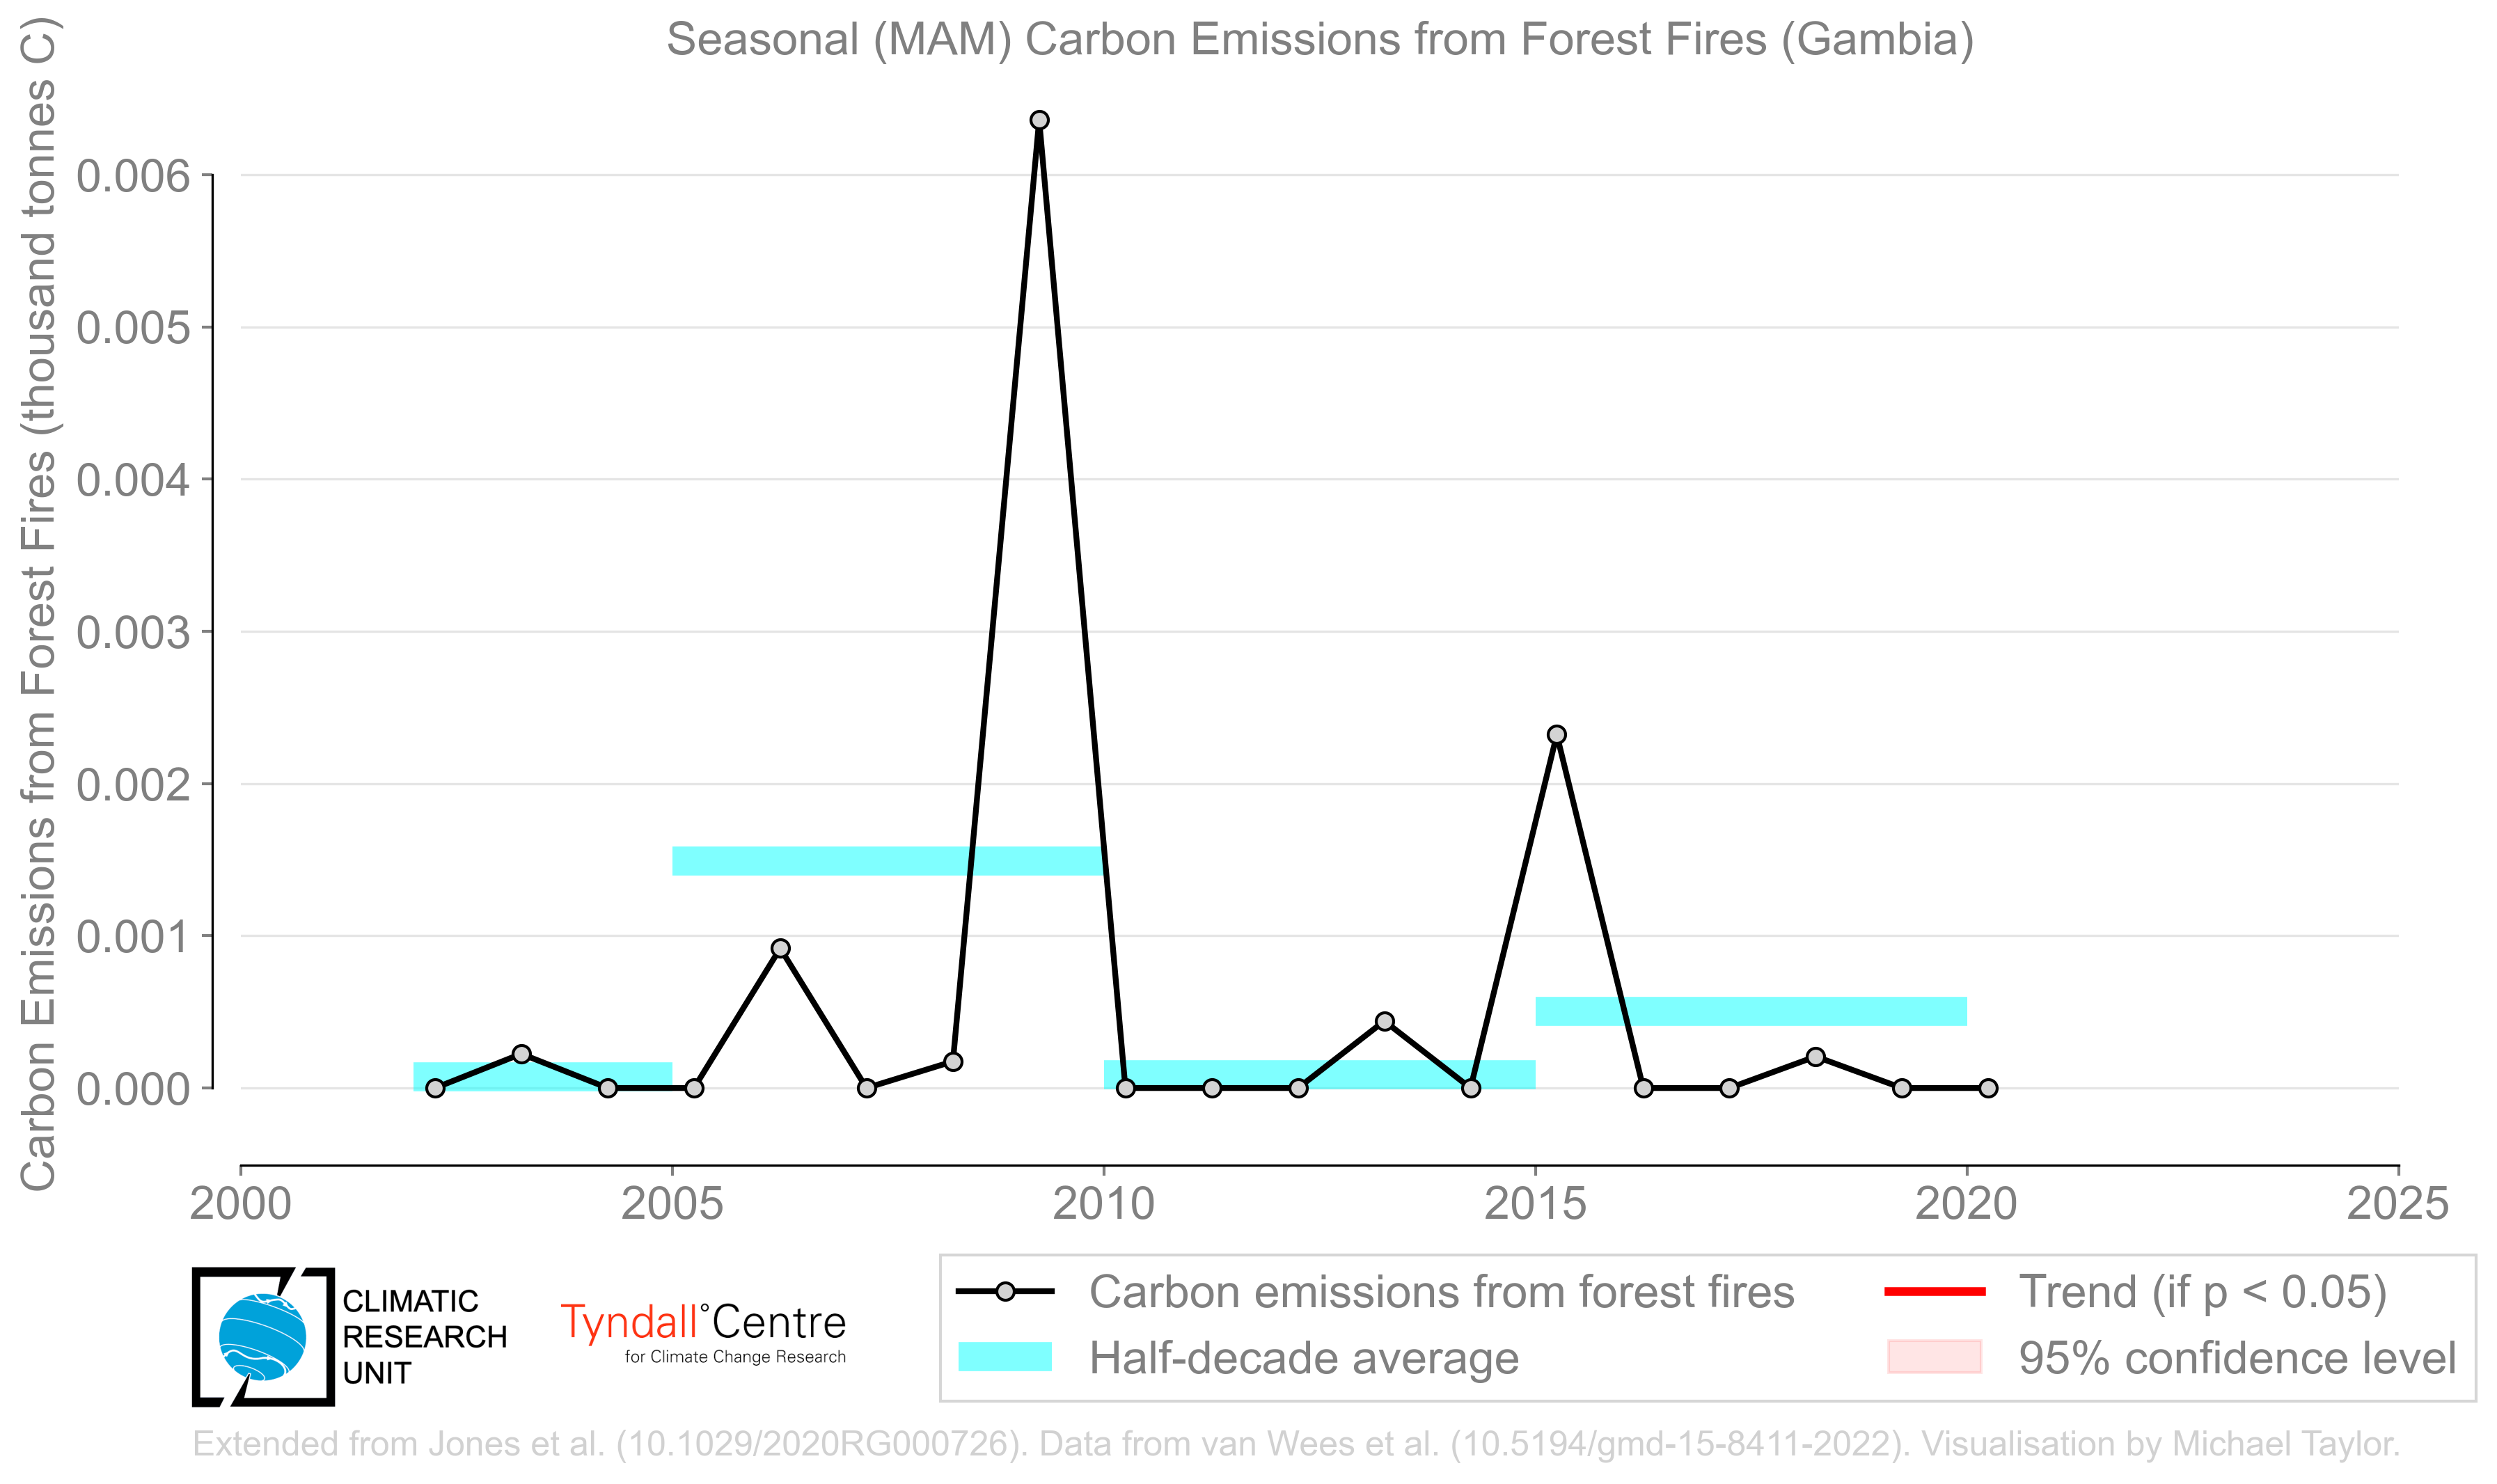 Seasonal (MAM) Carbon Emissions from Forest Fires (Gambia)
Carbon Emissions from Forest Fires (thousand tonnes C)
0.006
0.005
0.004
0.003
0.002
0.001
0.000
2000 2005 2010 2015 2020 2025
CLIMATIC
RESEARCH
UNIT
Tyndall°Centre
for Climate Change Research
Carbon emissions from forest fires
Half-decade average
Trend (if p < 0.05)
95% confidence level
Extended from Jones et al. (10.1029/2020RG000726). Data from van Wees et al. (10.5194/gmd-15-8411-2022). Visualisation by Michael Taylor.